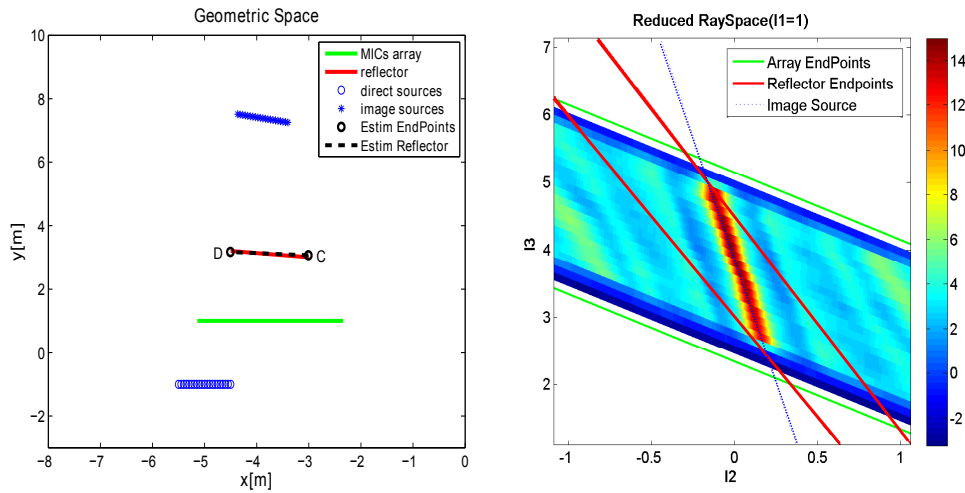 Geometric Space
10
8
6
4
2
0
−2
y[m]
−8
−7
−6
−5
−4
−3
−2
−1
0
x[m]
MICs array
reflector
direct sources
image sources
Estim EndPoints
Estim Reflector
D
C
Reduced RaySpace(l1=1)
7
6
5
4
3
2
l3
-1
-0.5
0
0.5
1
l2
Array EndPoints
Reflector Endpoints
Image Source
14
12
10
8
6
4
2
0
-2